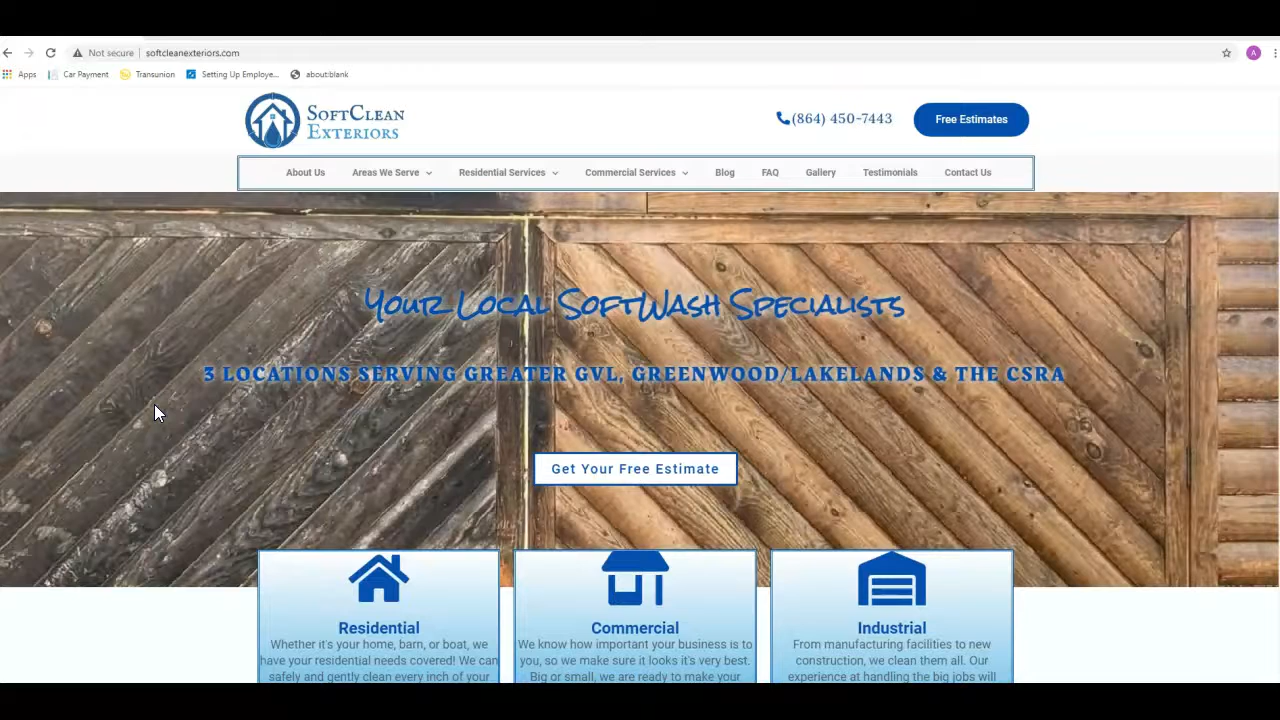 Not secure
softcleanexteriors.com
A
Apps
Car Payment
Transunion
Setting Up Employe...
about:blank
SoftClean
Exteriors
(864) 450-7443
Free Estimates
About Us
Areas We Serve
Residential Services
Commercial Services
Blog
FAQ
Gallery
Testimonials
Contact Us
Your Local SoftWash Specialists
3 LOCATIONS SERVING GREATER GVL, GREENWOOD/LAKELANDS & THE CSRA
Get Your Free Estimate
Residential
Whether it's your home, barn, or boat, we
have your residential needs covered! We can
safely and gently clean every inch of your
Commercial
We know how important your business is to
you, so we make sure it looks it's very best.
Big or small, we are ready to make your
Industrial
From manufacturing facilities to new
construction, we clean them all. Our
experience at handling the big jobs will